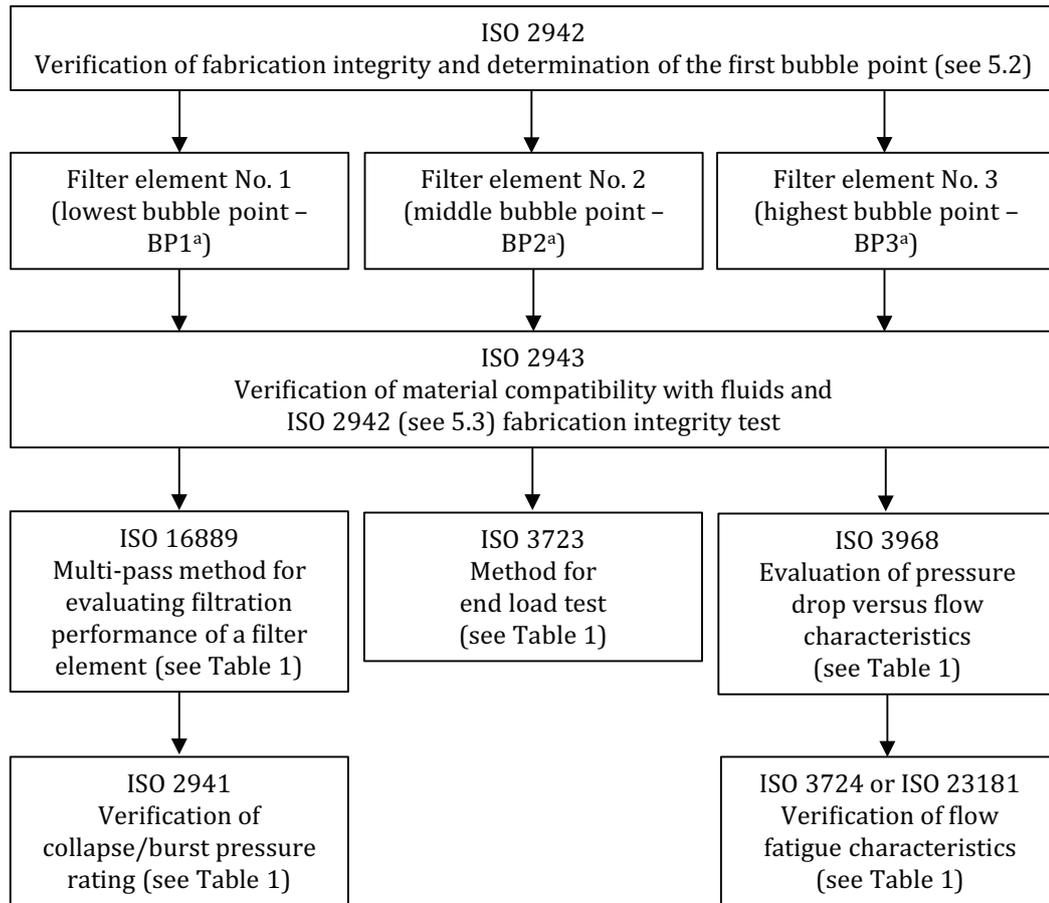 ISO 2942
Verification of fabrication integrity and determination of the first bubble point (see 5.2)
Filter element No. 1
(lowest bubble point –
BP1ᵃ)
Filter element No. 2
(middle bubble point –
BP2ᵃ)
Filter element No. 3
(highest bubble point –
BP3ᵃ)
ISO 2943
Verification of material compatibility with fluids and
ISO 2942 (see 5.3) fabrication integrity test
ISO 16889
Multi-pass method for
evaluating filtration
performance of a filter
element (see Table 1)
ISO 3723
Method for
end load test
(see Table 1)
ISO 3968
Evaluation of pressure
drop versus flow
characteristics
(see Table 1)
ISO 2941
Verification of
collapse/burst pressure
rating (see Table 1)
ISO 3724 or ISO 23181
Verification of flow
fatigue characteristics
(see Table 1)